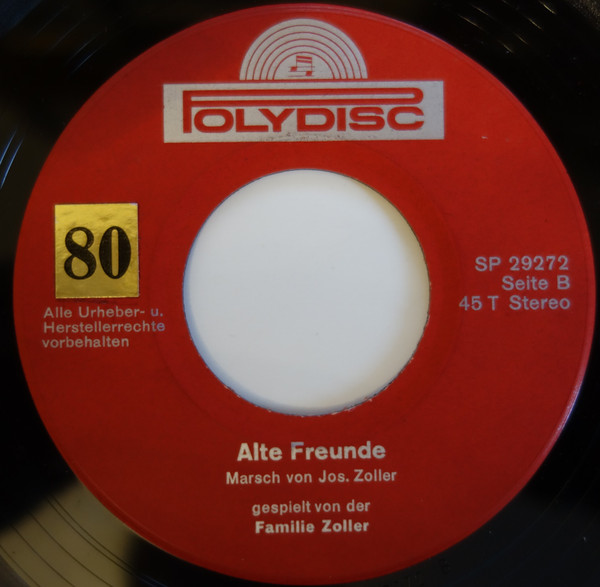 POLYDISC
80
Alle Urheber- u.
Herstellerrechte
vorbehalten
SP 29272
Seite B
45 T Stereo
Alte Freunde
Marsch von Jos. Zoller
gespielt von der
Familie Zoller